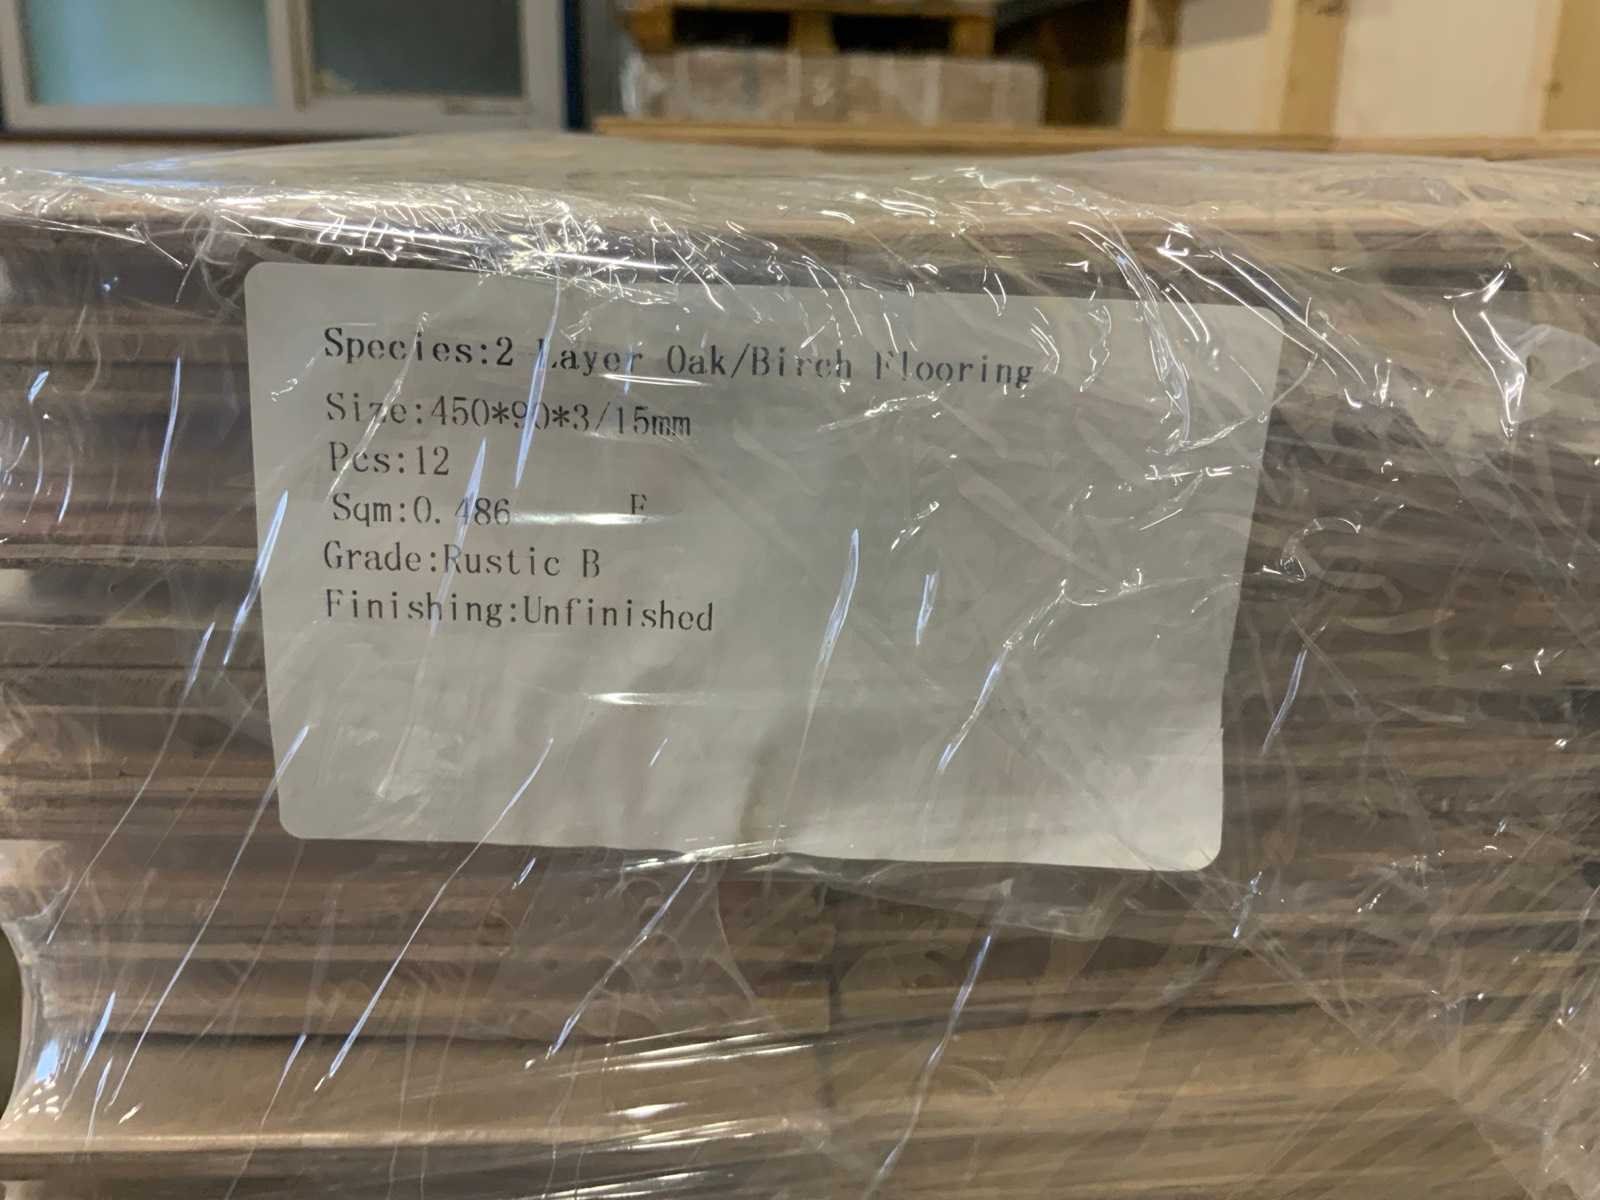 Species:2 Layer Oak/Birch Flooring
Size:450*90*3/15mm
Pcs:12
Sqm:0.486 E
Grade:Rustic B
Finishing:Unfinished